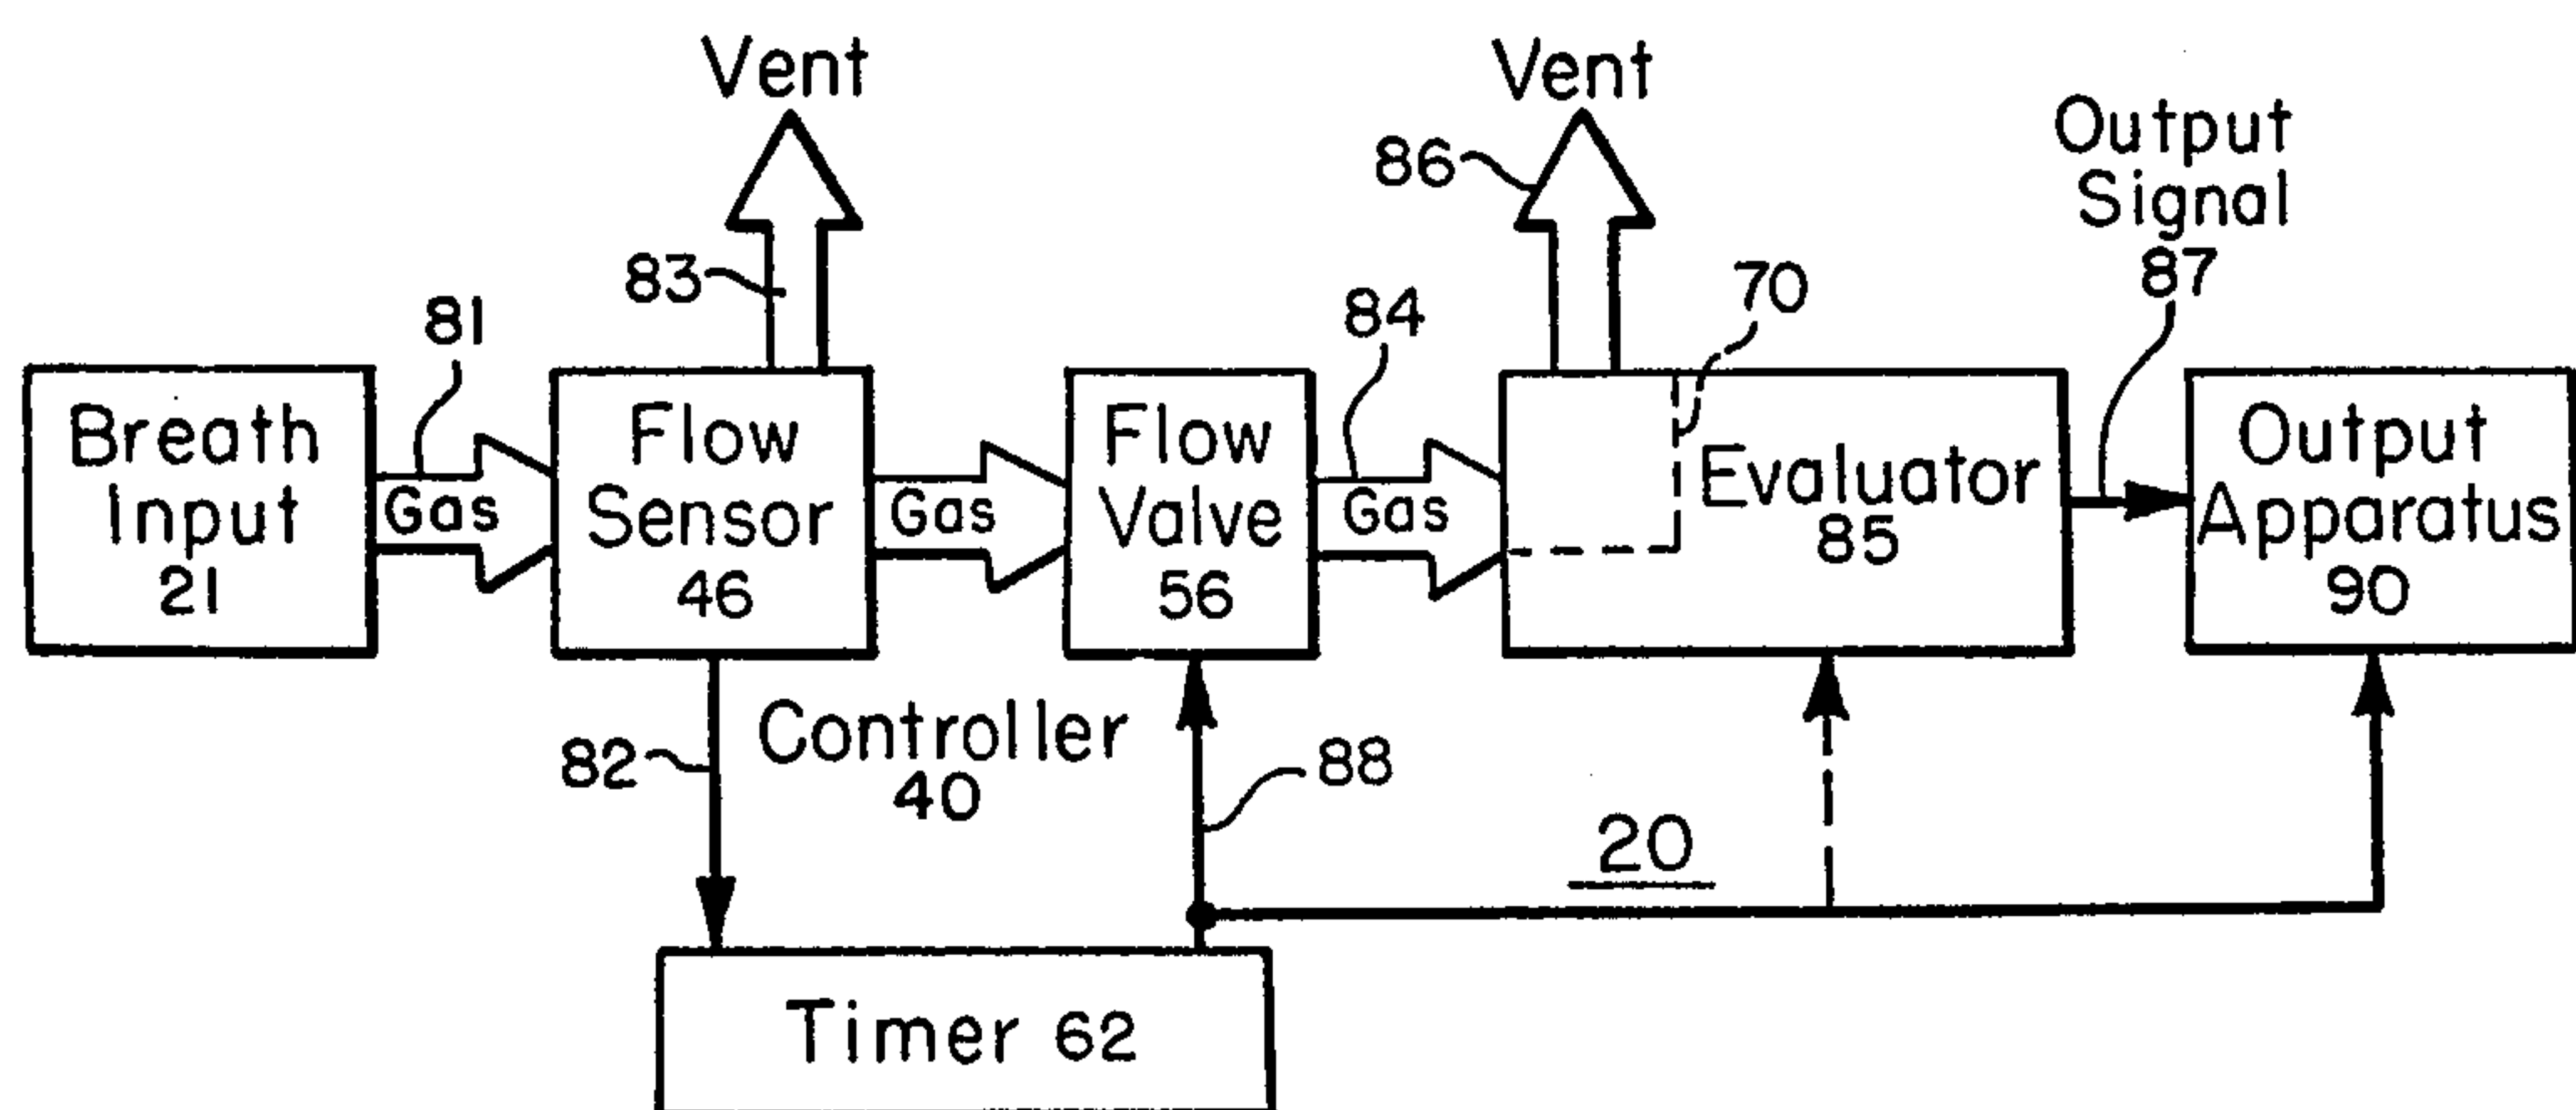 Vent
Vent
Output
Signal
87
86
83
70
81
84
Breath
Input
21
Gas
Flow
Sensor
46
Gas
Flow
Valve
56
Gas
Evaluator
85
Output
Apparatus
90
82
Controller
40
88
20
Timer 62